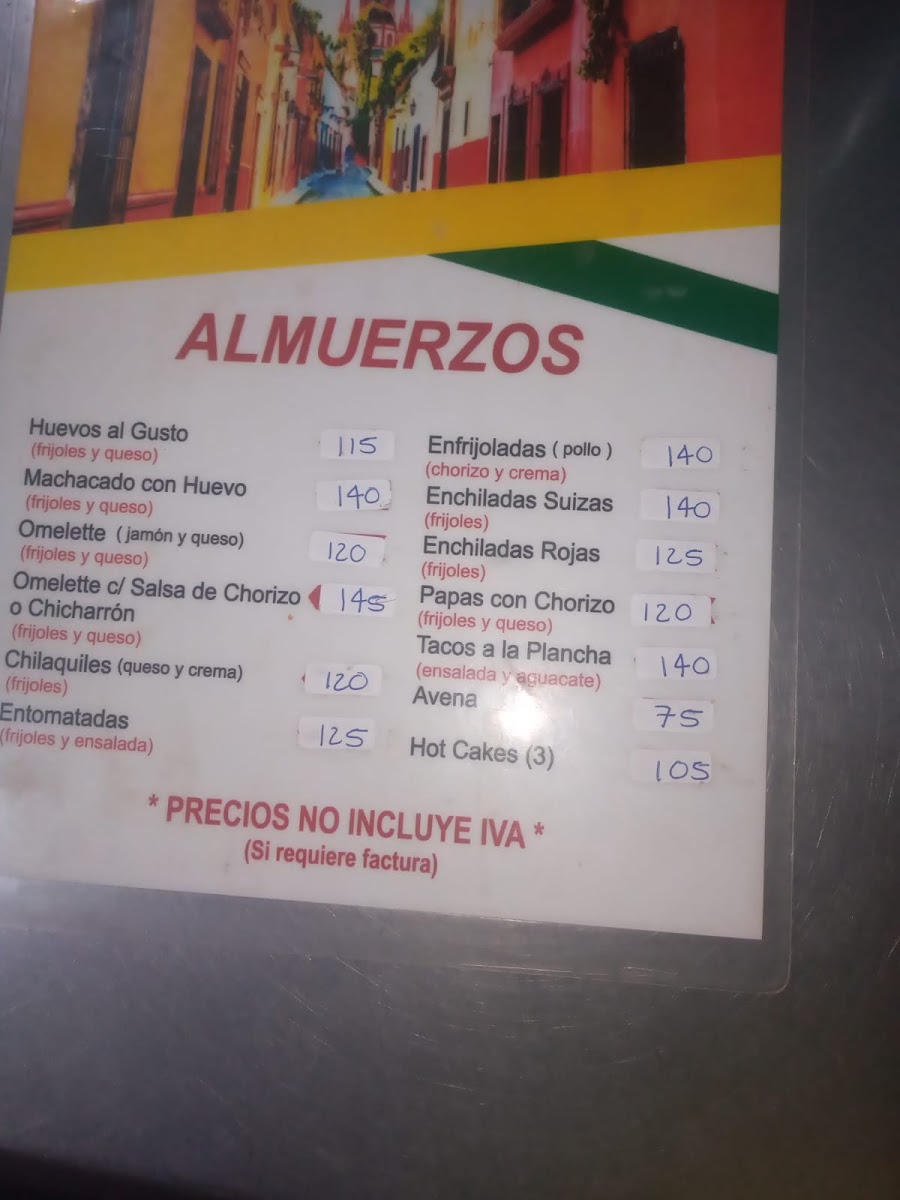 ALMUERZOS
Huevos al Gusto 115
(frijoles y queso)
Machacado con Huevo 140
(frijoles y queso)
Omelette (jamón y queso) 120
(frijoles y queso)
Omelette c/ Salsa de Chorizo 145
o Chicharrón
(frijoles y queso)
Chilaquiles (queso y crema) 120
(frijoles)
Entomatadas 125
(frijoles y ensalada)
Enfrijoladas ( pollo ) 140
(chorizo y crema)
Enchiladas Suizas 140
(frijoles)
Enchiladas Rojas 125
(frijoles)
Papas con Chorizo 120
(frijoles y queso)
Tacos a la Plancha 140
(ensalada y aguacate)
Avena 75
Hot Cakes (3) 105
* PRECIOS NO INCLUYE IVA *
(Si requiere factura)